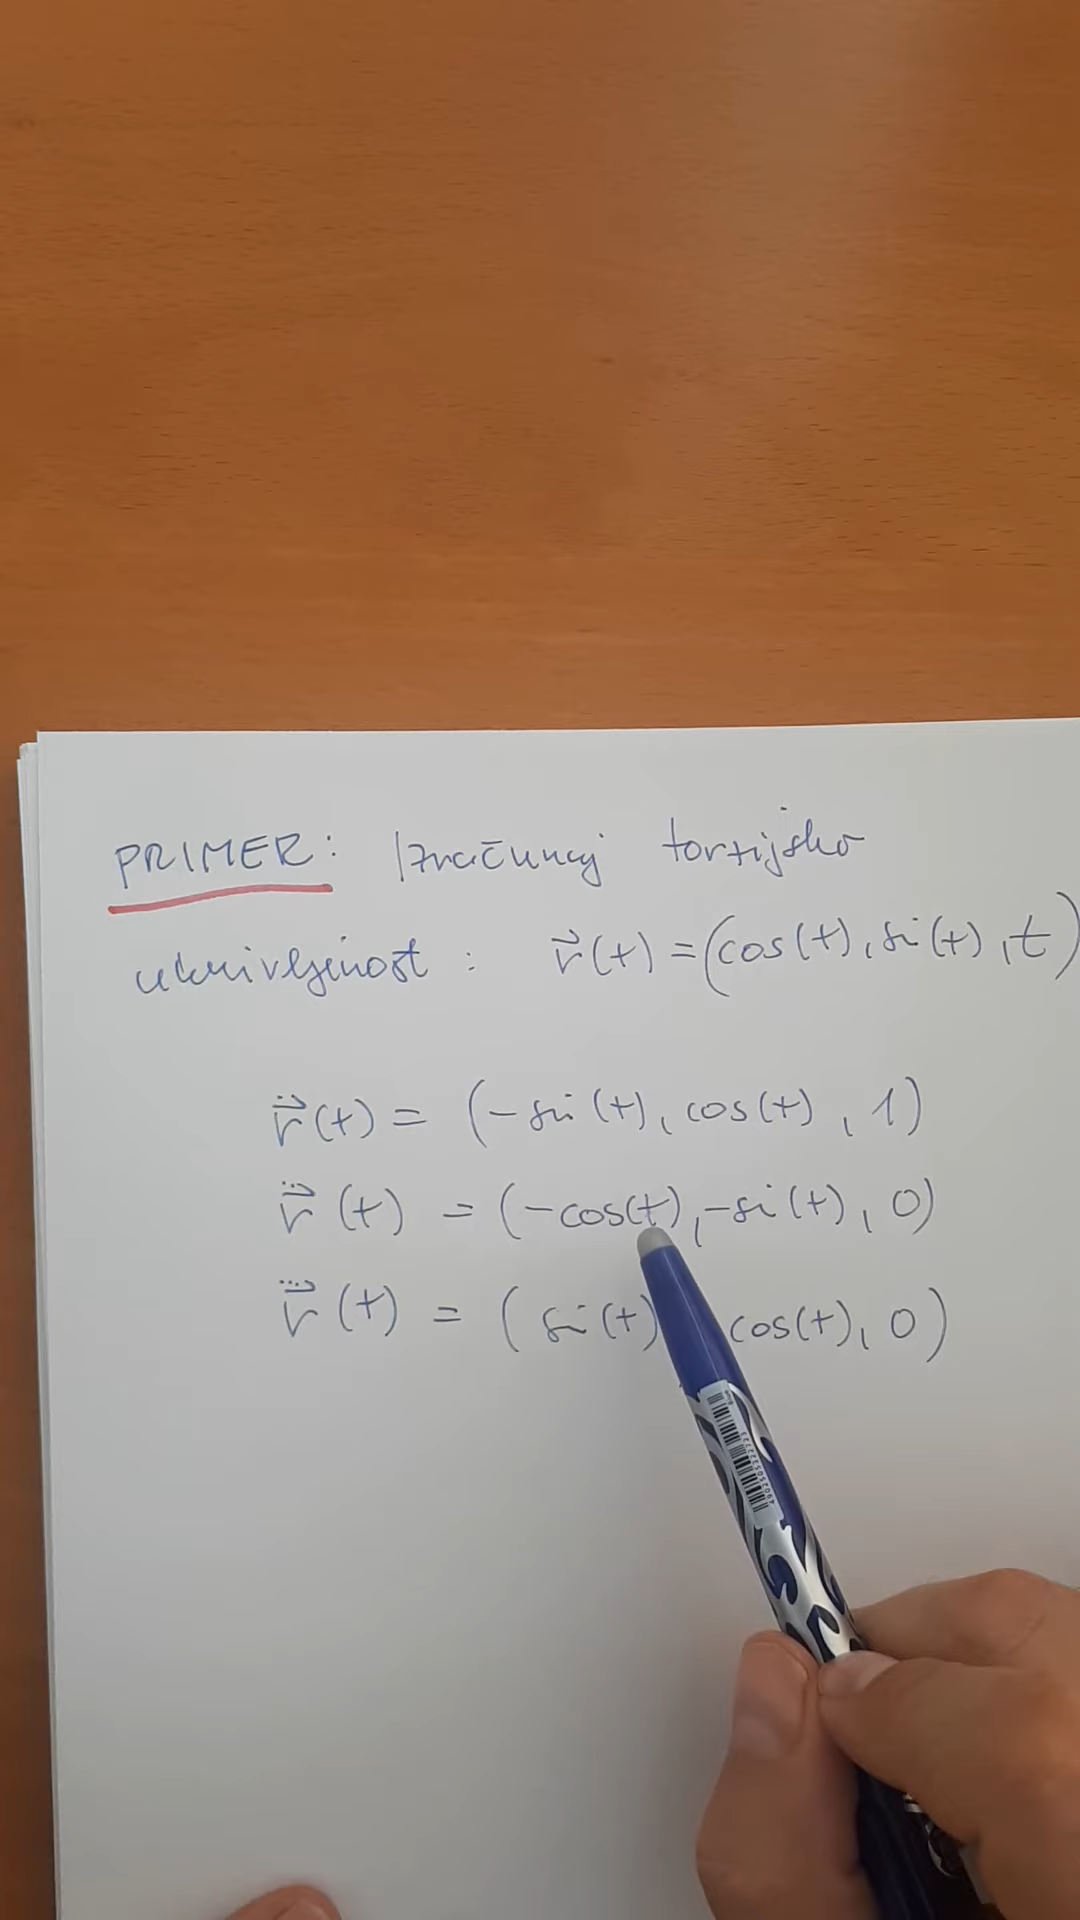 PRIMER: Izračunaj torzijsko
ukrivljenost : r⃗(t) = (cos(t), sin(t), t)
ṙ⃗(t) = (-sin(t), cos(t), 1)
r̈⃗(t) = (-cos(t), -sin(t), 0)
r⃛⃗(t) = ( sin(t) cos(t), 0)